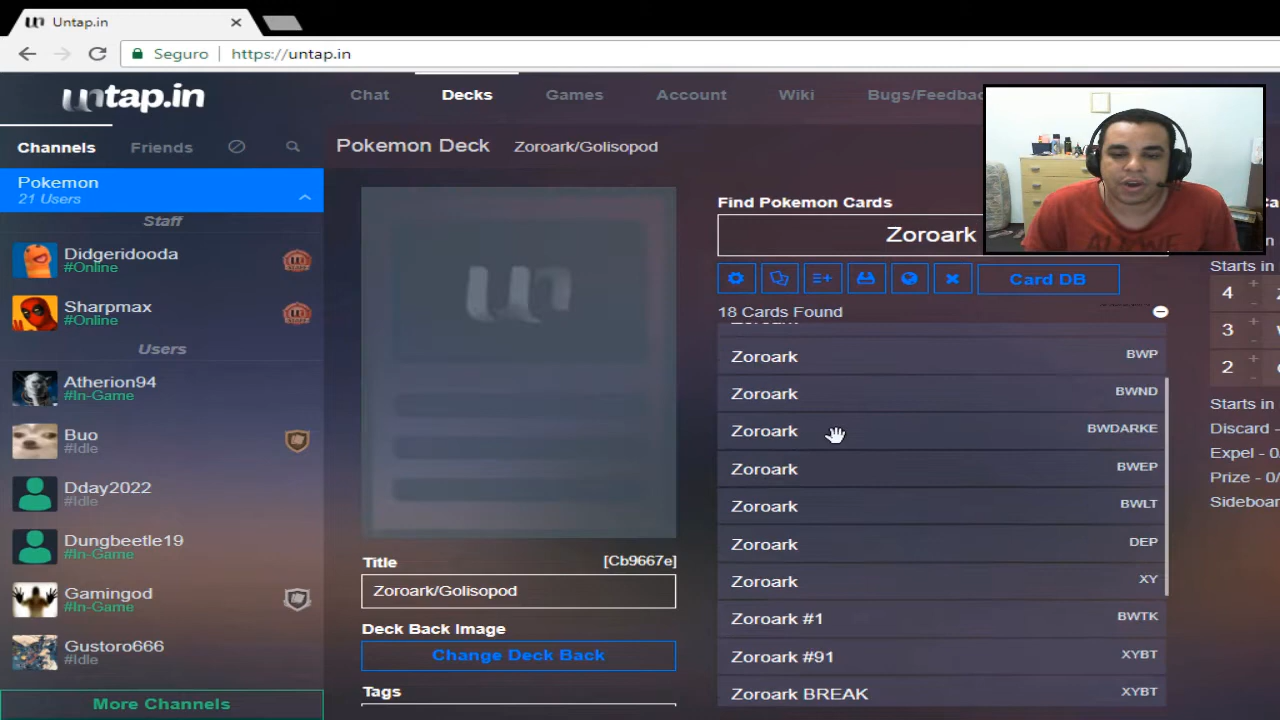 Untap.in
Seguro https://untap.in
untap.in
Chat Decks Games Account Wiki Bugs/Feedbac
Channels Friends
Pokemon
21 Users
Staff
Didgeridooda
#Online
Sharpmax
#Online
Users
Atherion94
#In-Game
Buo
#Idle
Dday2022
#Idle
Dungbeetle19
#In-Game
Gamingod
#In-Game
Gustoro666
#Idle
More Channels
Pokemon Deck Zoroark/Golisopod
un
Title [Cb9667e]
Zoroark/Golisopod
Deck Back Image
Change Deck Back
Tags
Find Pokemon Cards
Zoroark
Card DB
18 Cards Found
Zoroark
Zoroark BWP
Zoroark BWND
Zoroark BWDARKE
Zoroark BWEP
Zoroark BWLT
Zoroark DEP
Zoroark XY
Zoroark #1 BWTK
Zoroark #91 XYBT
Zoroark BREAK XYBT
Starts in
4
3
2
Starts in
Discard -
Expel - 0/
Prize - 0/
Sideboa